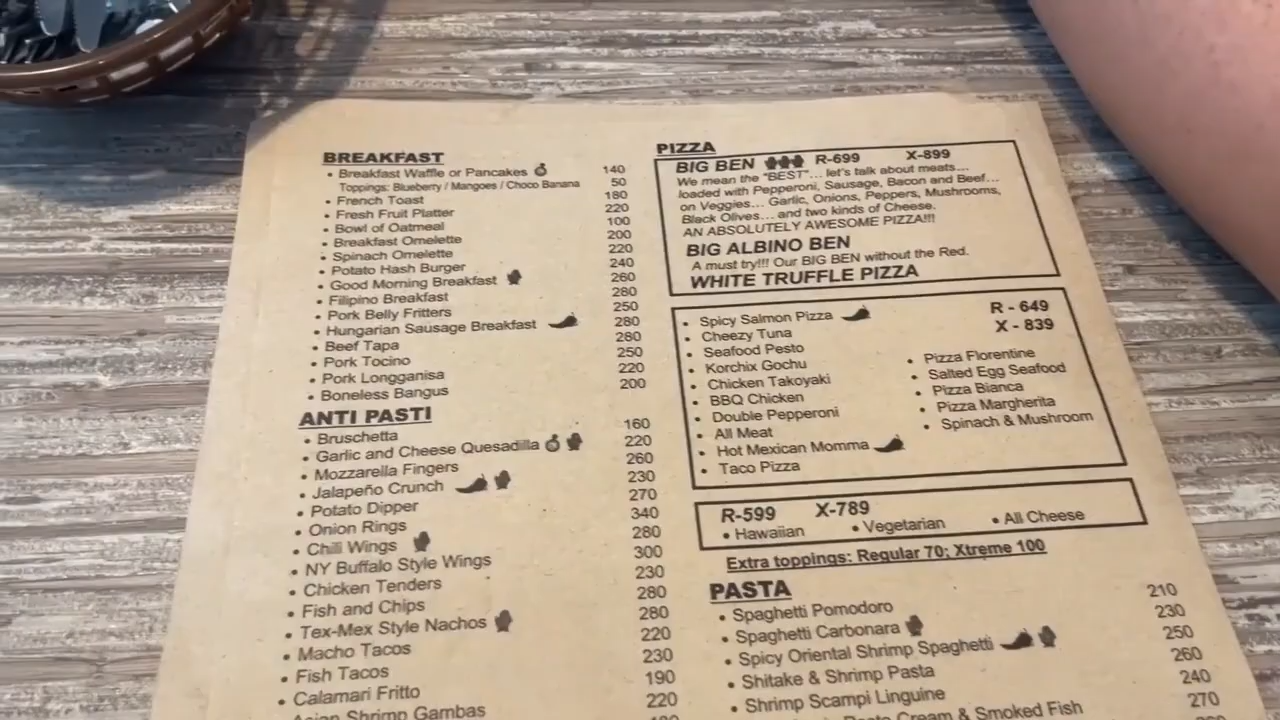 BREAKFAST
• Breakfast Waffle or Pancakes 140
Toppings: Blueberry / Mangoes / Choco Banana 50
• French Toast 180
• Fresh Fruit Platter 220
• Bowl of Oatmeal 100
• Breakfast Omelette 200
• Spinach Omelette 220
• Potato Hash Burger 240
• Good Morning Breakfast 260
• Filipino Breakfast 280
• Pork Belly Fritters 250
• Hungarian Sausage Breakfast 280
• Beef Tapa 280
• Pork Tocino 250
• Pork Longganisa 220
• Boneless Bangus 200
ANTI PASTI
• Bruschetta 160
• Garlic and Cheese Quesadilla 220
• Mozzarella Fingers 260
• Jalapeño Crunch 230
• Potato Dipper 270
• Onion Rings 340
• Chili Wings 280
• NY Buffalo Style Wings 300
• Chicken Tenders 230
• Fish and Chips 280
• Tex-Mex Style Nachos 280
• Macho Tacos 220
• Fish Tacos 230
• Calamari Fritto 190
Asian Shrimp Gambas 220
PIZZA
BIG BEN R-699 X-899
We mean the "BEST"... let's talk about meats...
loaded with Pepperoni, Sausage, Bacon and Beef...
on Veggies... Garlic, Onions, Peppers, Mushrooms,
Black Olives... and two kinds of Cheese.
AN ABSOLUTELY AWESOME PIZZA!!!
BIG ALBINO BEN
A must try!!! Our BIG BEN without the Red.
WHITE TRUFFLE PIZZA
R - 649
X - 839
• Spicy Salmon Pizza
• Cheezy Tuna
• Seafood Pesto
• Korchix Gochu
• Chicken Takoyaki
• BBQ Chicken
• Double Pepperoni
• All Meat
• Hot Mexican Momma
• Taco Pizza
• Pizza Florentine
• Salted Egg Seafood
• Pizza Bianca
• Pizza Margherita
• Spinach & Mushroom
R-599 X-789
• Hawaiian • Vegetarian • All Cheese
Extra toppings: Regular 70; Xtreme 100
PASTA
• Spaghetti Pomodoro 210
• Spaghetti Carbonara 230
• Spicy Oriental Shrimp Spaghetti 250
• Shitake & Shrimp Pasta 260
• Shrimp Scampi Linguine 240
Cream & Smoked Fish 270